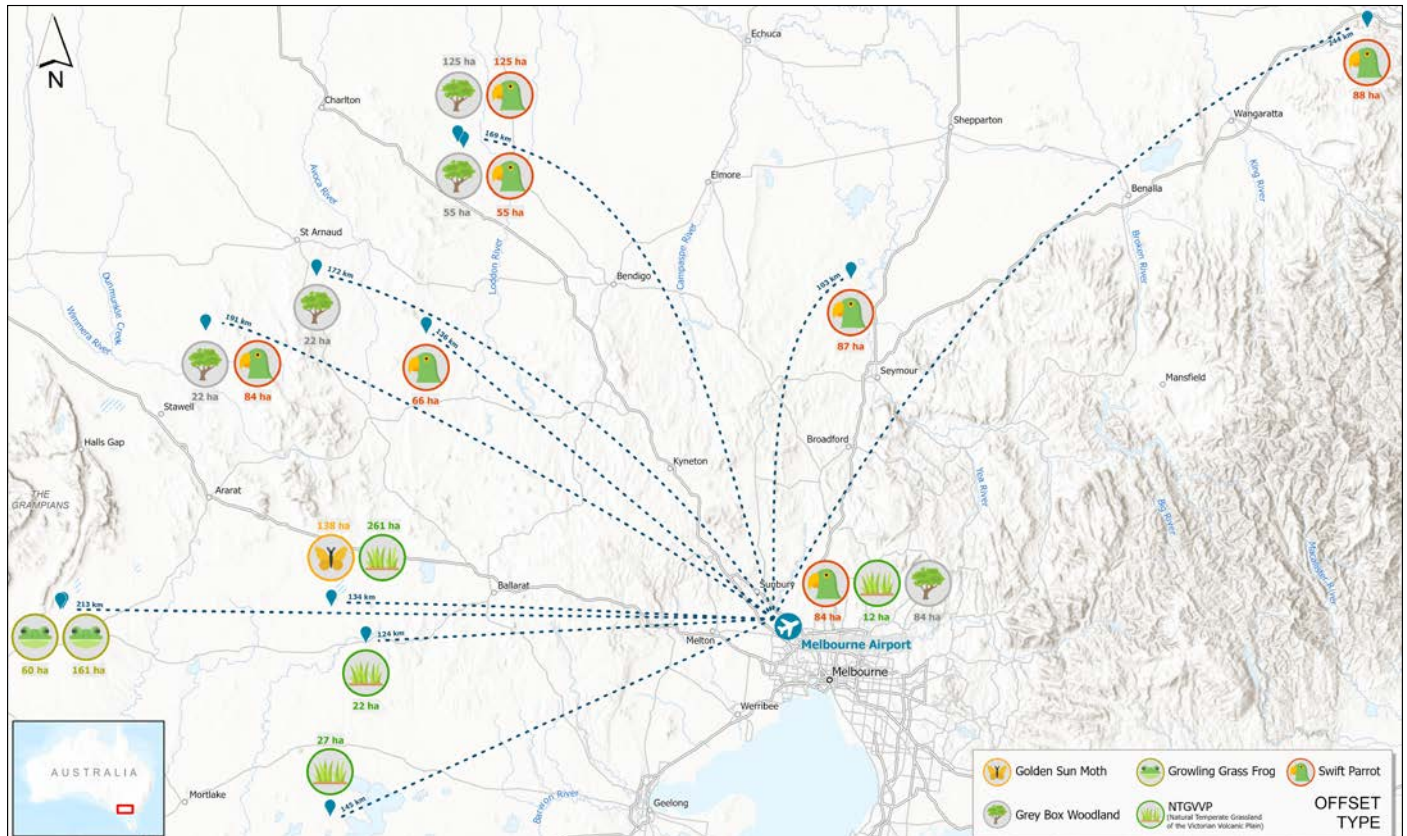 Echuca
244 km
88 ha
Wangaratta
N
125 ha
125 ha
Charlton
169 km
Shepparton
Avoca River
Elmore
King River
55 ha
55 ha
Benalla
St Arnaud
Loddon River
Campaspe River
Broken River
172 km
Bendigo
103 km
Dunmunkle Creek
Wimmera River
191 km
22 ha
136 km
87 ha
22 ha
84 ha
66 ha
Seymour
Mansfield
Stawell
Halls Gap
Broadford
Kyneton
THE
GRAMPIANS
Ararat
Yea River
Big River
Macalister River
138 ha
261 ha
Ballarat
Sunbury
134 km
84 ha
12 ha
84 ha
213 km
124 km
Melton
Melbourne Airport
60 ha
161 ha
22 ha
Melbourne
Werribee
27 ha
AUSTRALIA
Mortlake
145 km
Barwon River
Geelong
Golden Sun Moth
Growling Grass Frog
Swift Parrot
Grey Box Woodland
NTGVVP
(Natural Temperate Grassland
of the Victorian Volcanic Plain)
OFFSET
TYPE